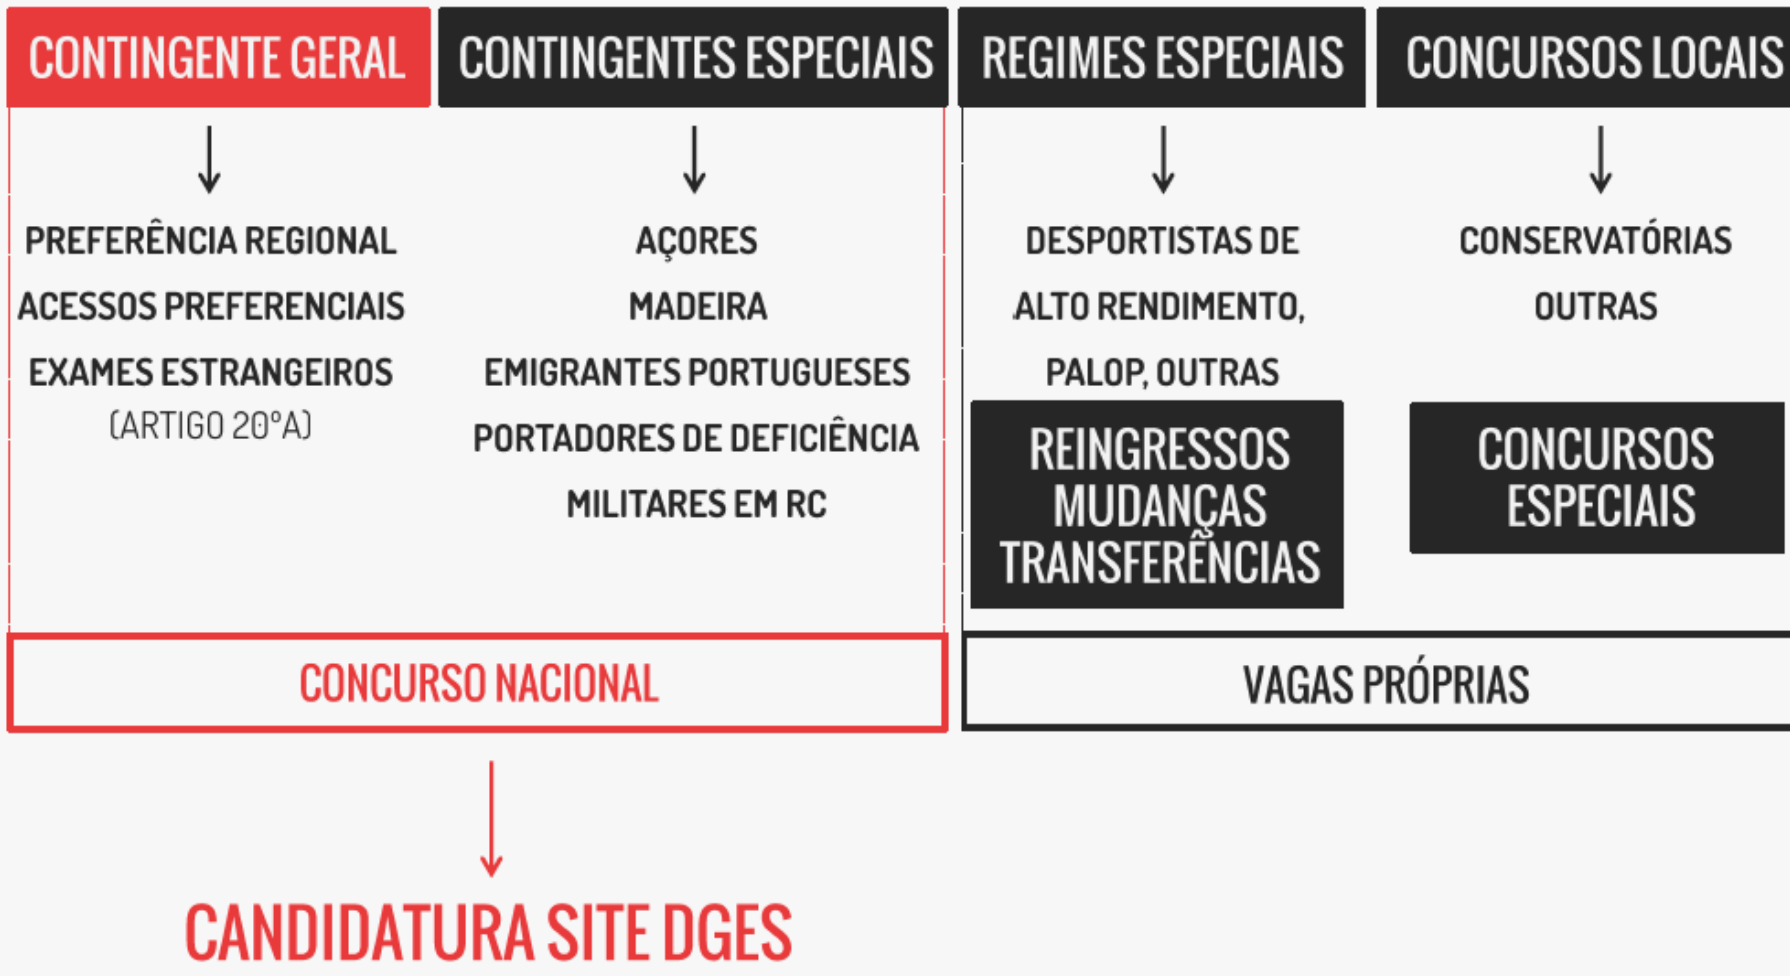 CONTINGENTE GERAL
CONTINGENTES ESPECIAIS
REGIMES ESPECIAIS
CONCURSOS LOCAIS
PREFERÊNCIA REGIONAL
ACESSOS PREFERENCIAIS
EXAMES ESTRANGEIROS
(ARTIGO 20ºA)
AÇORES
MADEIRA
EMIGRANTES PORTUGUESES
PORTADORES DE DEFICIÊNCIA
MILITARES EM RC
DESPORTISTAS DE
ALTO RENDIMENTO,
PALOP, OUTRAS
REINGRESSOS
MUDANÇAS
TRANSFERÊNCIAS
CONSERVATÓRIAS
OUTRAS
CONCURSOS
ESPECIAIS
CONCURSO NACIONAL
VAGAS PRÓPRIAS
CANDIDATURA SITE DGES